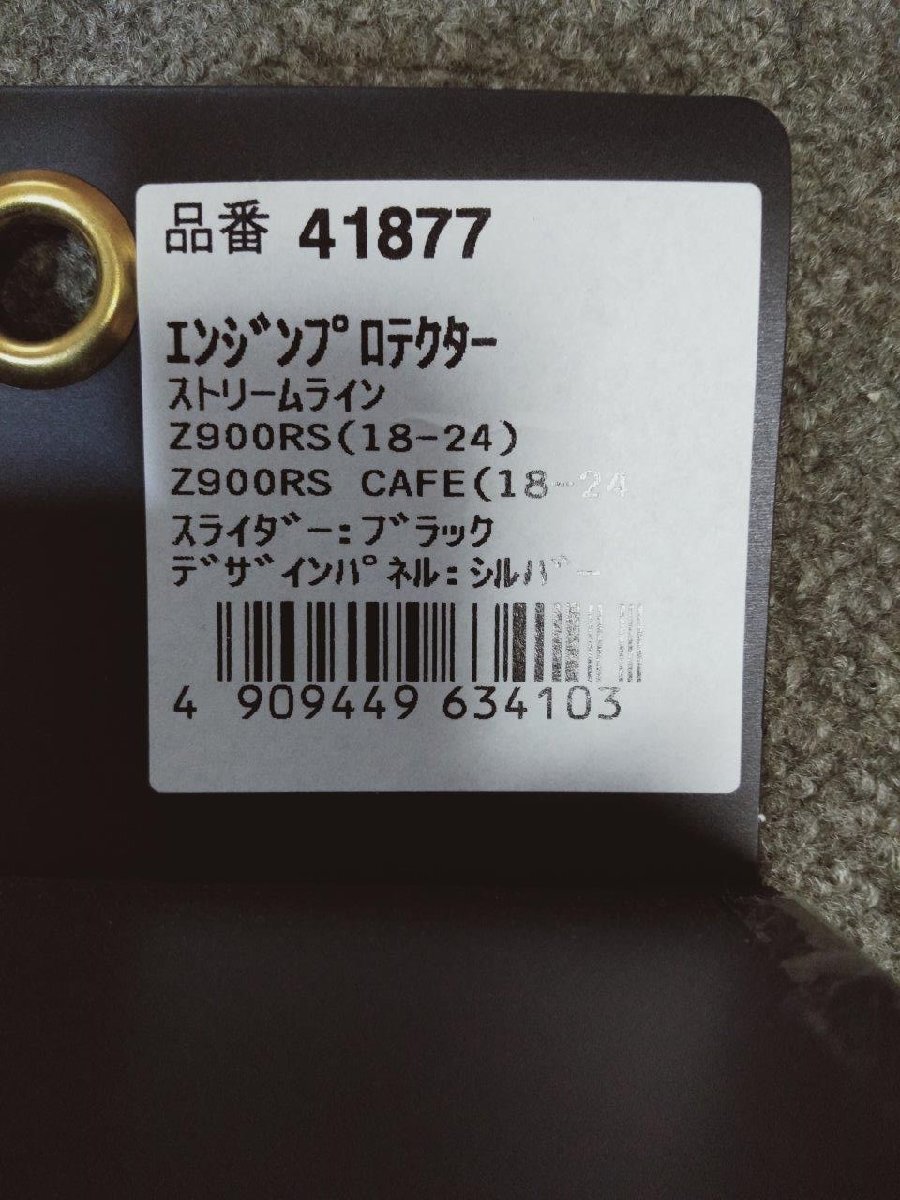 品番 41877
ｴﾝｼﾞﾝﾌﾟﾛﾃｸﾀｰ
ｽﾄﾘｰﾑﾗｲﾝ
Z900RS(18-24)
Z900RS CAFE(18-24
ｽﾗｲﾀﾞｰ:ﾌﾞﾗｯｸ
ﾃﾞｻﾞｲﾝﾊﾟﾈﾙ:ｼﾙﾊﾞｰ
4 909449 634103